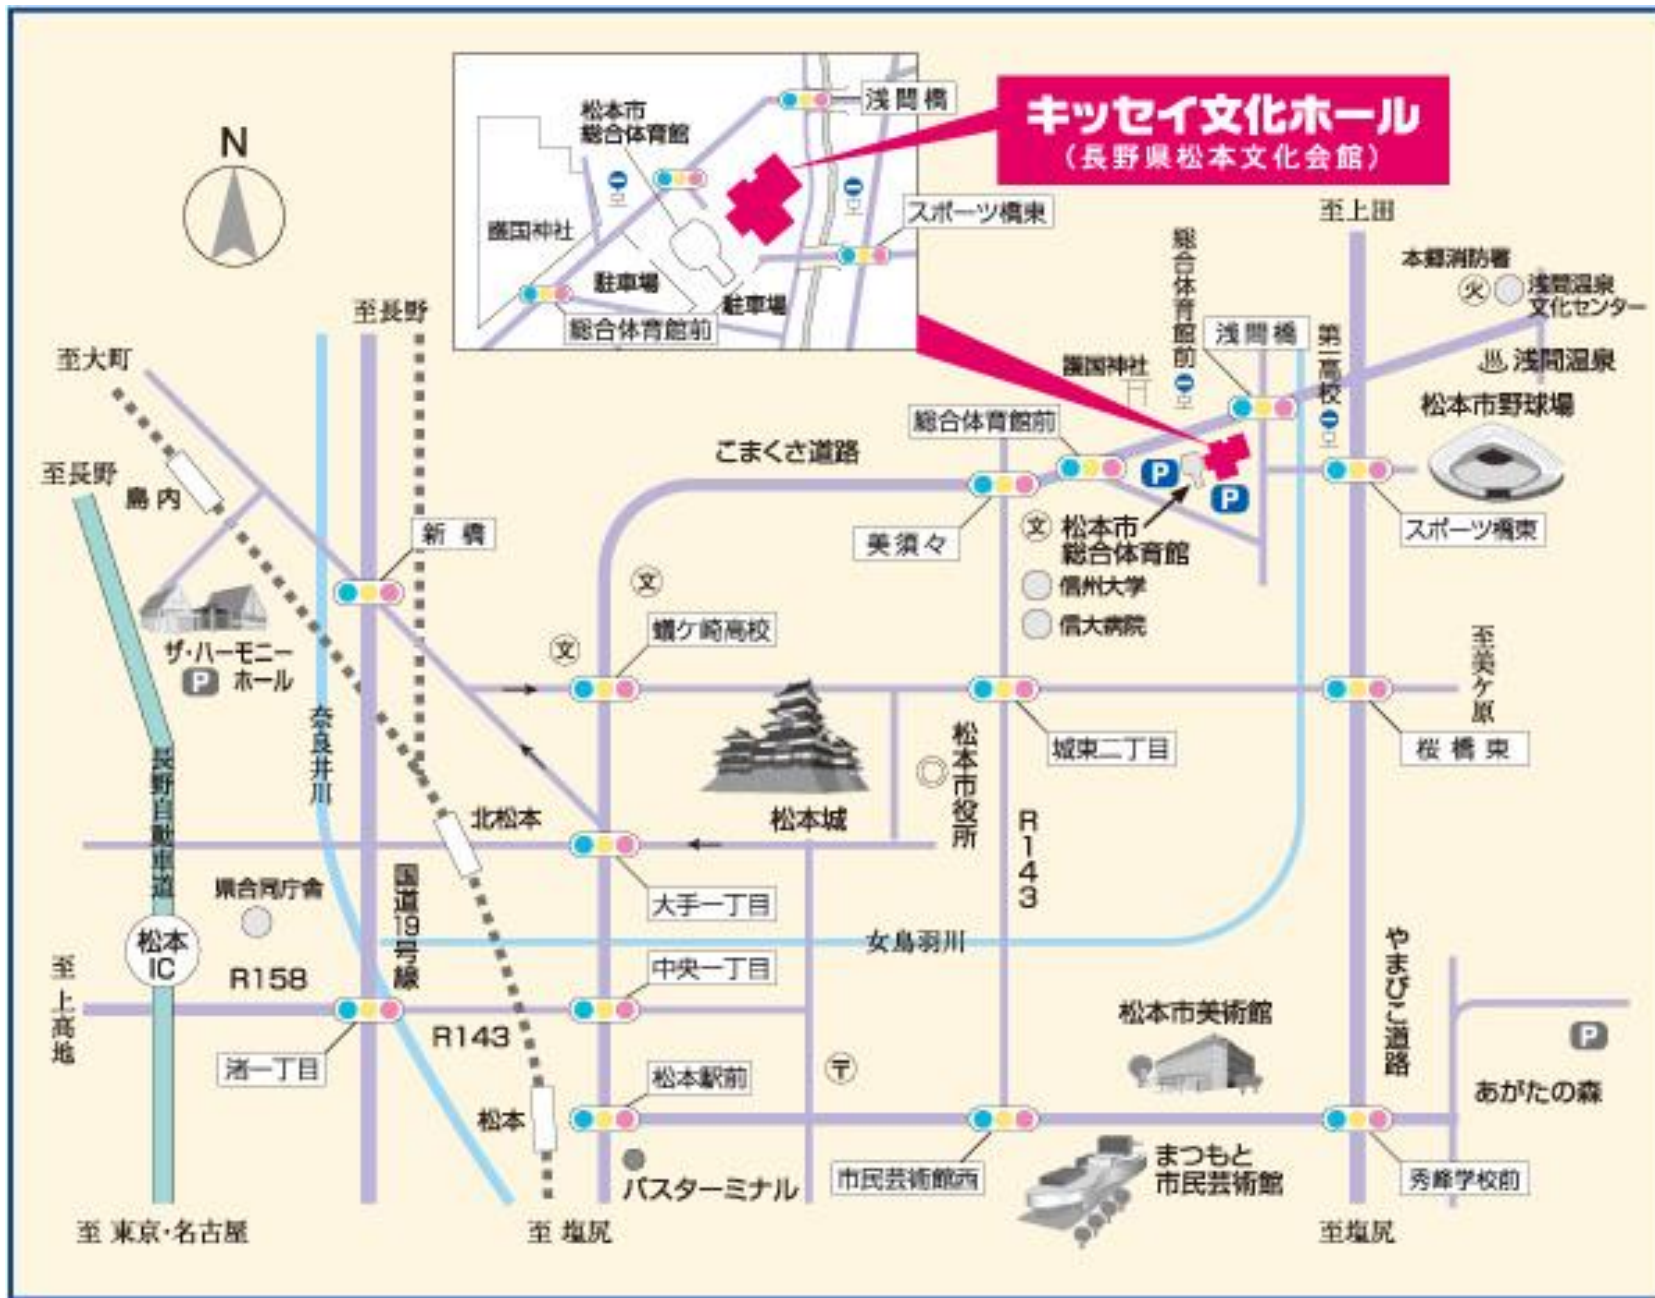 N
浅間橋
松本市
総合体育館
スポーツ橋東
護国神社
駐車場
駐車場
総合体育館前
キッセイ文化ホール
(長野県松本文化会館)
至上田
本郷消防署
火
浅間温泉
文化センター
総合体育館前
浅間橋
第一高校
浅間温泉
護国神社
松本市野球場
総合体育館前
こまくさ道路
P
P
スポーツ橋東
美須々
文
松本市
総合体育館
信州大学
信大病院
至長野
至大町
至長野
島内
新橋
ザ・ハーモニー
P ホール
文
文
蟻ケ崎高校
至美ケ原
城東二丁目
桜橋東
奈良井川
長野自動車道
松本市役所
松本城
北松本
R143
県合同庁舎
国道19号線
大手一丁目
女鳥羽川
やまびこ道路
松本
IC
至上高地
R158
中央一丁目
R143
渚一丁目
松本市美術館
P
あがたの森
松本駅前
〒
松本
バスターミナル
市民芸術館西
まつもと
市民芸術館
秀峰学校前
至 東京・名古屋
至 塩尻
至塩尻